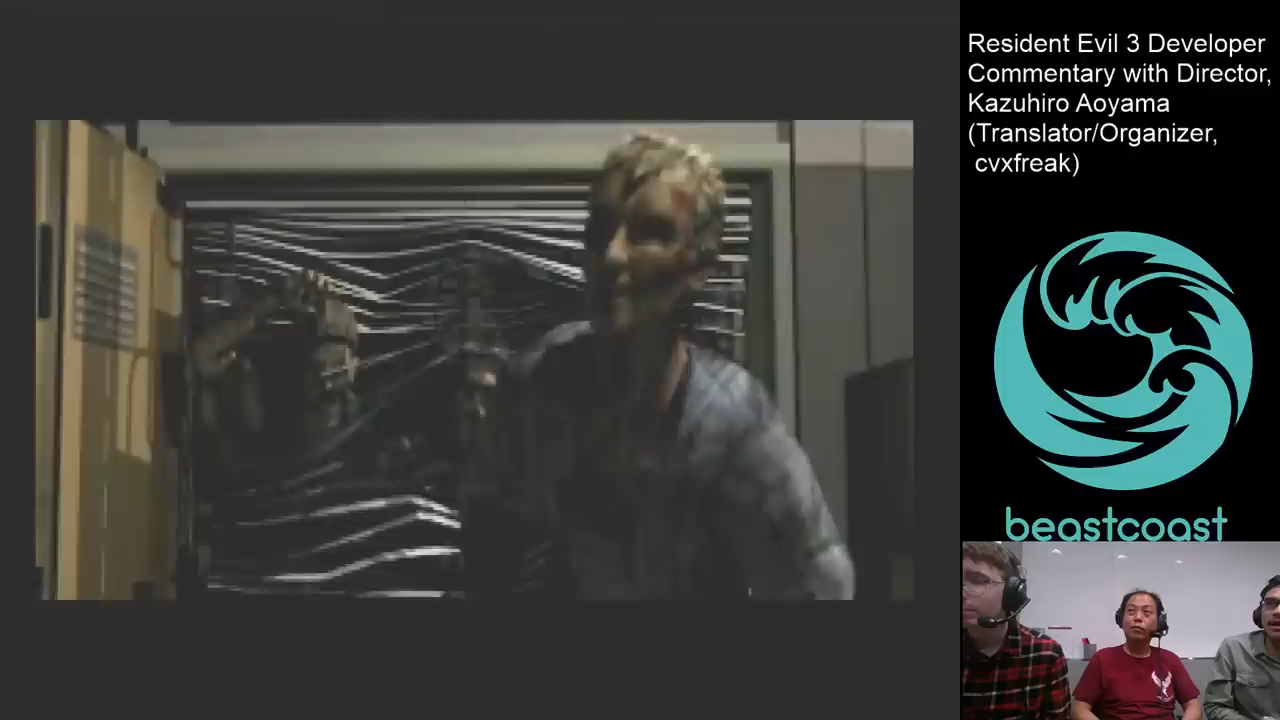 Resident Evil 3 Developer
Commentary with Director,
Kazuhiro Aoyama
(Translator/Organizer,
cvxfreak)
beastcoast